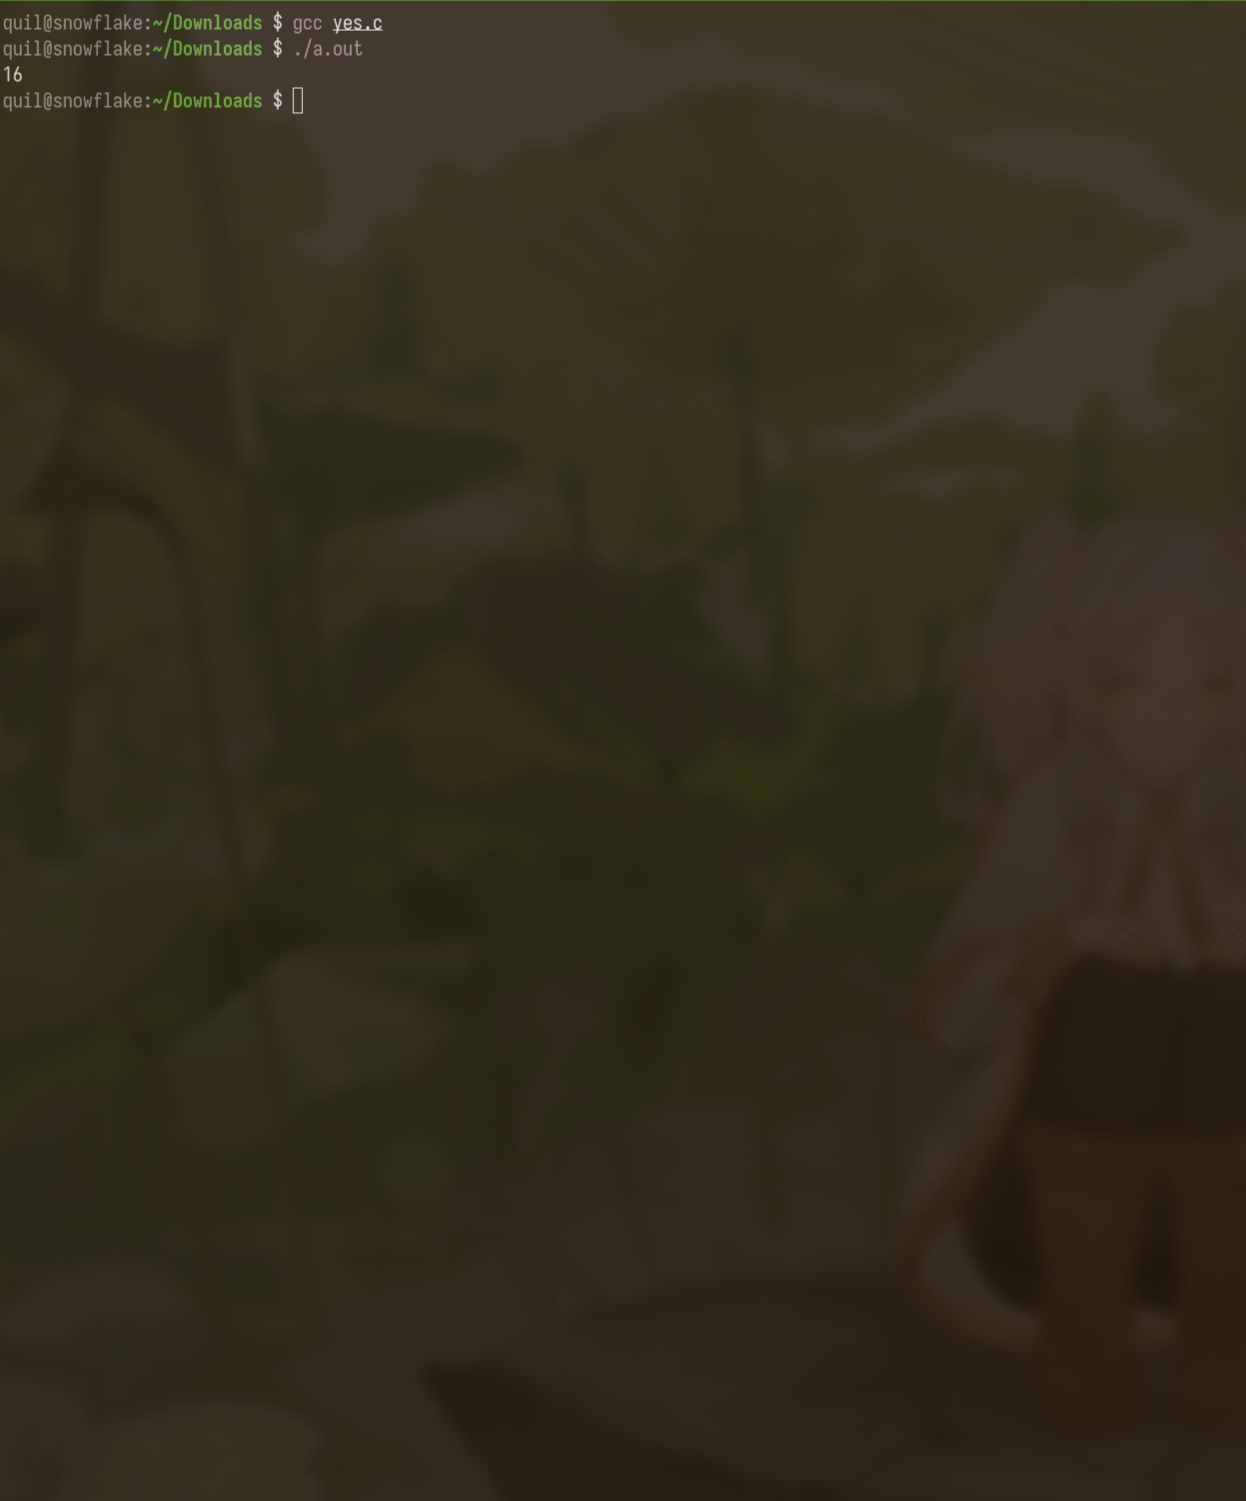 quil@snowflake:~/Downloads $ gcc yes.c
quil@snowflake:~/Downloads $ ./a.out
16
quil@snowflake:~/Downloads $